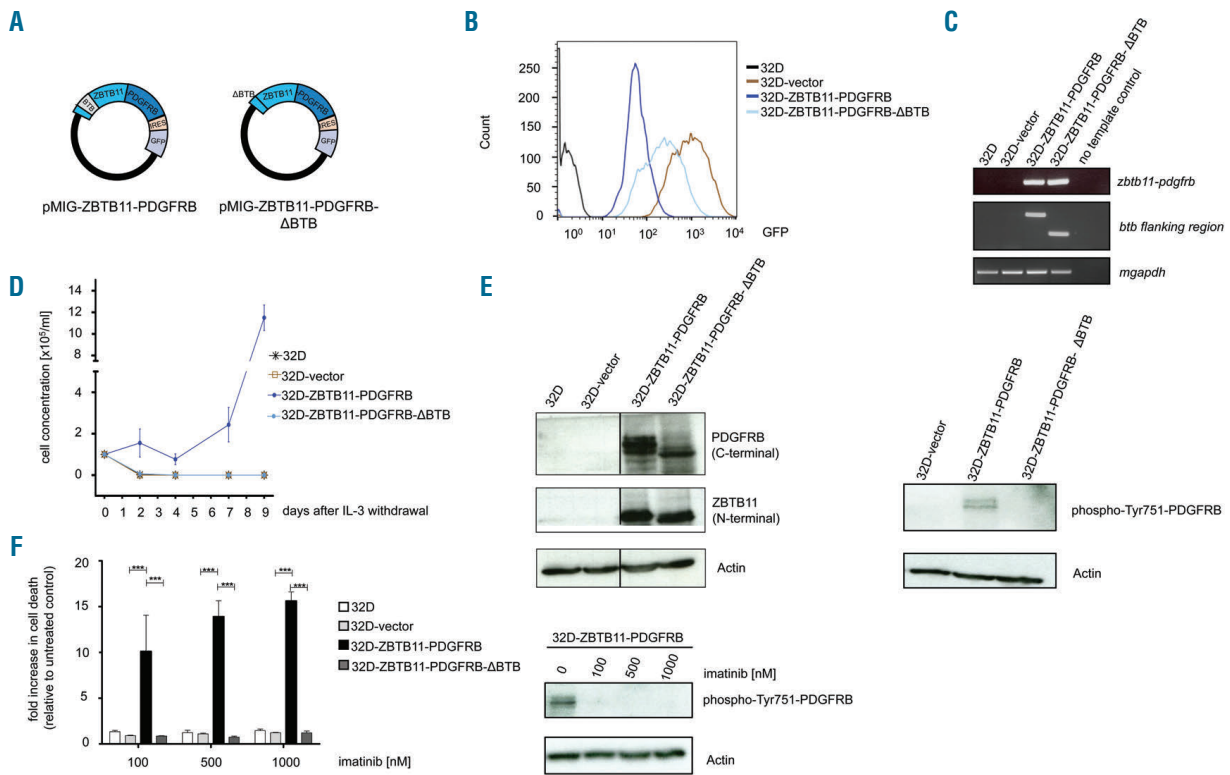 A
BTB
ZBTB11
PDGFRB
IRES
GFP
pMIG-ZBTB11-PDGFRB
ΔBTB
ZBTB11
PDGFRB
IRES
GFP
pMIG-ZBTB11-PDGFRB-
ΔBTB
B
Count
250
200
150
100
50
0
10⁰ 10¹ 10² 10³ 10⁴
GFP
32D
32D-vector
32D-ZBTB11-PDGFRB
32D-ZBTB11-PDGFRB-ΔBTB
C
32D
32D-vector
32D-ZBTB11-PDGFRB
32D-ZBTB11-PDGFRB- ΔBTB
no template control
zbtb11-pdgfrb
btb flanking region
mgapdh
D
cell concentration [x10⁵/ml]
14
12
10
8
4
2
0
0 1 2 3 4 5 6 7 8 9 days after IL-3 withdrawal
32D
32D-vector
32D-ZBTB11-PDGFRB
32D-ZBTB11-PDGFRB-ΔBTB
E
32D
32D-vector
32D-ZBTB11-PDGFRB
32D-ZBTB11-PDGFRB- ΔBTB
PDGFRB
(C-terminal)
ZBTB11
(N-terminal)
Actin
32D-vector
32D-ZBTB11-PDGFRB
32D-ZBTB11-PDGFRB- ΔBTB
phospho-Tyr751-PDGFRB
Actin
32D-ZBTB11-PDGFRB
0 100 500 1000 imatinib [nM]
phospho-Tyr751-PDGFRB
Actin
F
fold increase in cell death
(relative to untreated control)
20
15
10
5
0
*** *** ***
*** *** ***
100 500 1000 imatinib [nM]
32D
32D-vector
32D-ZBTB11-PDGFRB
32D-ZBTB11-PDGFRB-ΔBTB